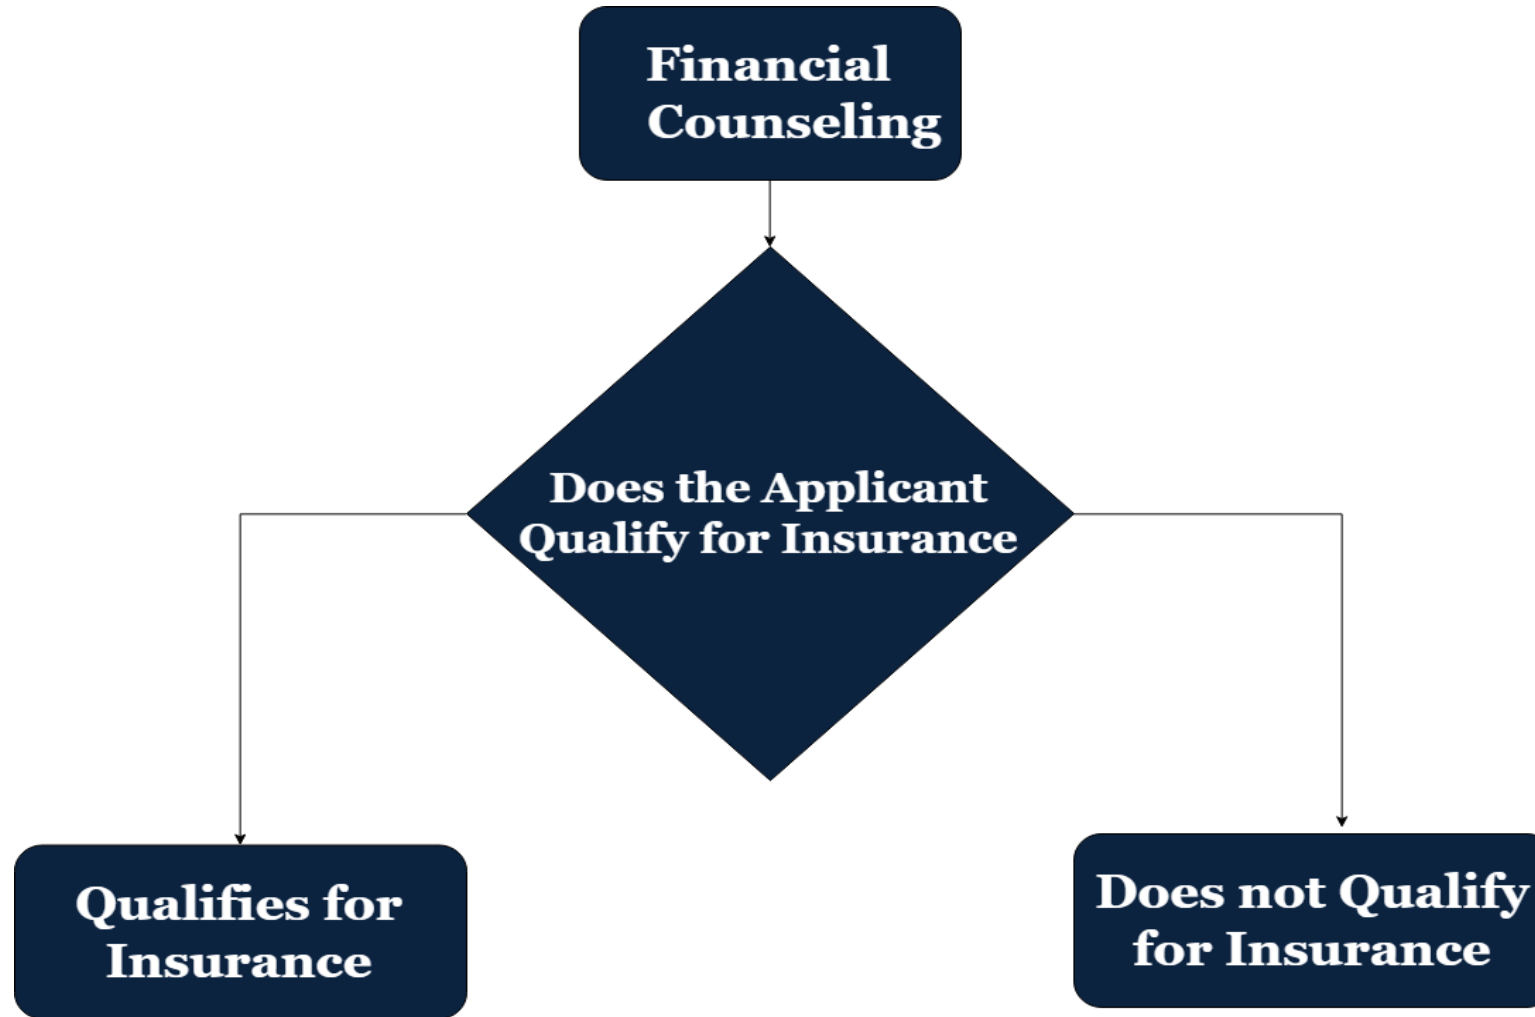 Financial
Counseling
Does the Applicant
Qualify for Insurance
Qualifies for
Insurance
Does not Qualify
for Insurance